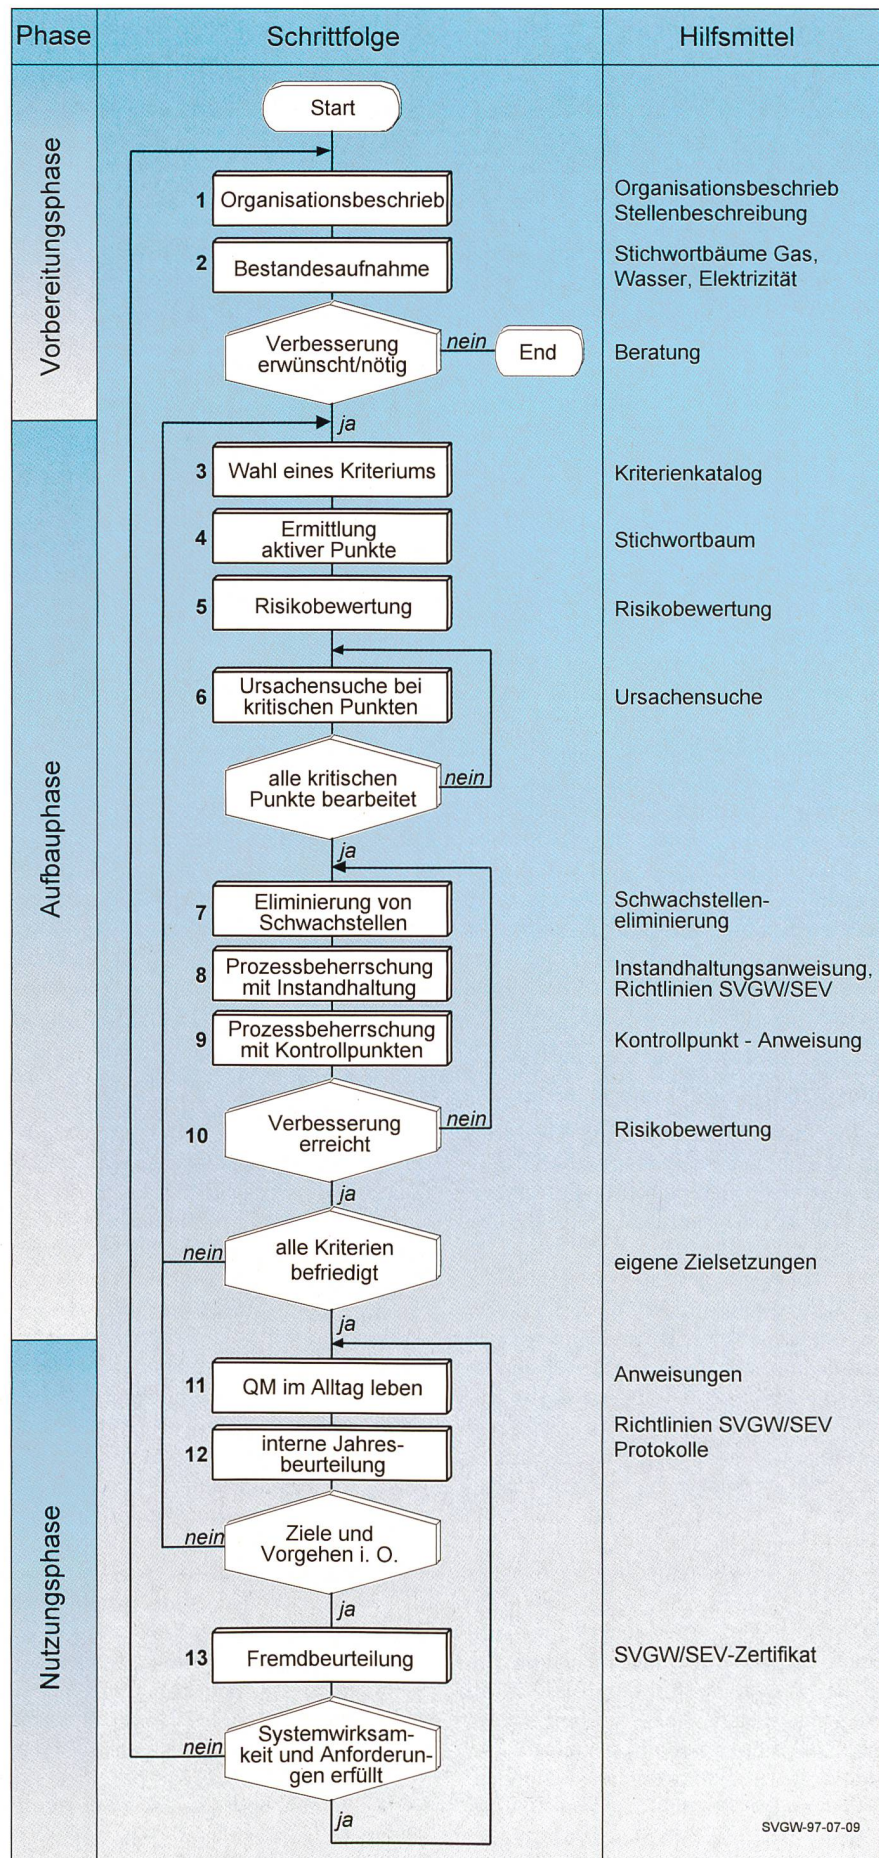 Phase
Schrittfolge
Hilfsmittel
Vorbereitungsphase
Start
1
Organisationsbeschrieb
Organisationsbeschrieb
Stellenbeschreibung
2
Bestandesaufnahme
Stichwortbäume Gas,
Wasser, Elektrizität
Verbesserung
erwünscht/nötig
nein
End
Beratung
ja
Aufbauphase
3
Wahl eines Kriteriums
Kriterienkatalog
4
Ermittlung
aktiver Punkte
Stichwortbaum
5
Risikobewertung
Risikobewertung
6
Ursachensuche bei
kritischen Punkten
Ursachensuche
alle kritischen
Punkte bearbeitet
nein
ja
7
Eliminierung von
Schwachstellen
Schwachstellen-
eliminierung
8
Prozessbeherrschung
mit Instandhaltung
Instandhaltungsanweisung,
Richtlinien SVGW/SEV
9
Prozessbeherrschung
mit Kontrollpunkten
Kontrollpunkt - Anweisung
10
Verbesserung
erreicht
nein
Risikobewertung
ja
nein
alle Kriterien
befriedigt
eigene Zielsetzungen
ja
Nutzungsphase
11
QM im Alltag leben
Anweisungen
12
interne Jahres-
beurteilung
Richtlinien SVGW/SEV
Protokolle
nein
Ziele und
Vorgehen i. O.
ja
13
Fremdbeurteilung
SVGW/SEV-Zertifikat
nein
Systemwirksam-
keit und Anforderun-
gen erfüllt
ja
SVGW-97-07-09